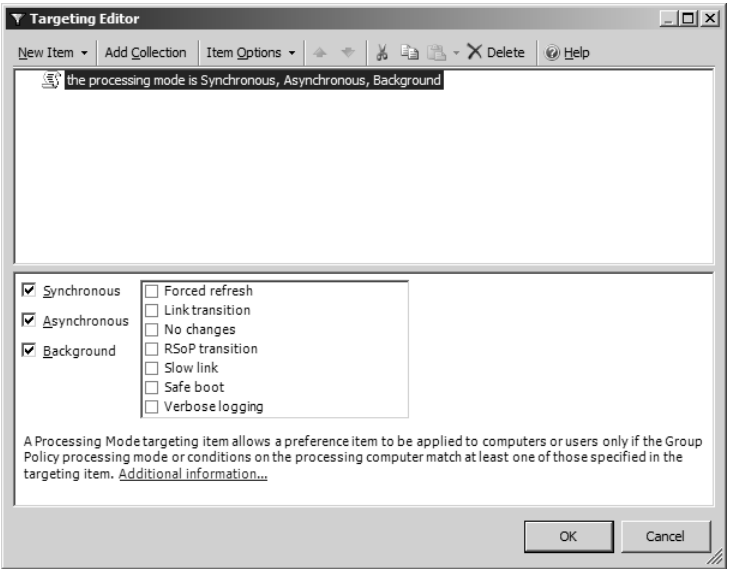 Targeting Editor
New Item Add Collection Item Options Delete Help
the processing mode is Synchronous, Asynchronous, Background
Synchronous
Asynchronous
Background
Forced refresh
Link transition
No changes
RSoP transition
Slow link
Safe boot
Verbose logging
A Processing Mode targeting item allows a preference item to be applied to computers or users only if the Group
Policy processing mode or conditions on the processing computer match at least one of those specified in the
targeting item. Additional information...
OK Cancel